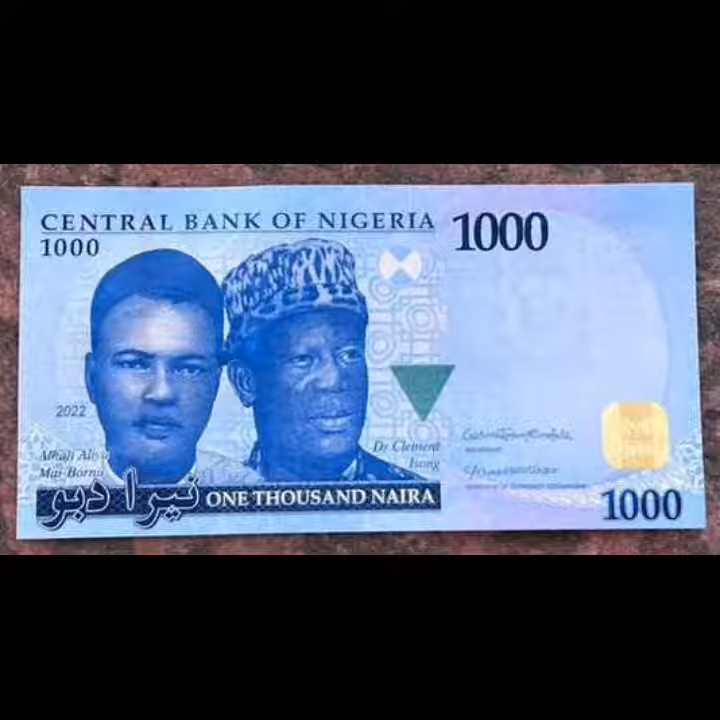 CENTRAL BANK OF NIGERIA
1000
1000
2022
Alhaji Aliyu
Mai-Bornu
Dr Clement
Isong
نيرا دبو
ONE THOUSAND NAIRA
1000